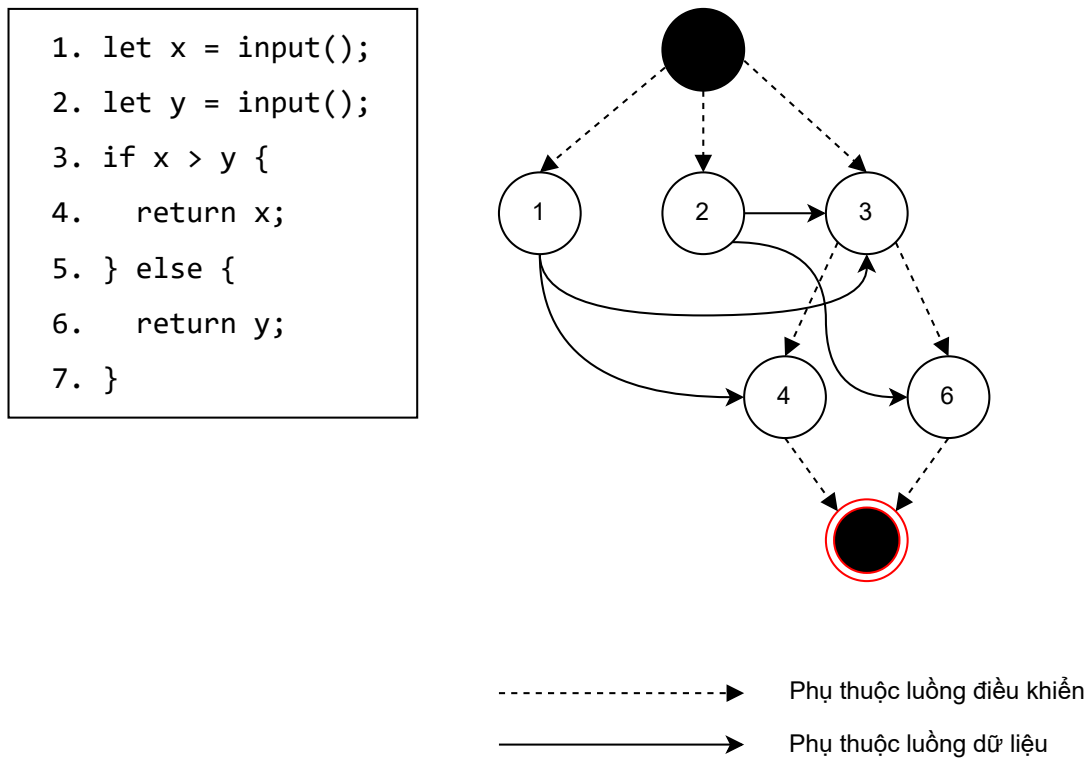 1. let x = input();
2. let y = input();
3. if x > y {
4.   return x;
5. } else {
6.   return y;
7. }
1
2
3
4
6
Phụ thuộc luồng điều khiển
Phụ thuộc luồng dữ liệu